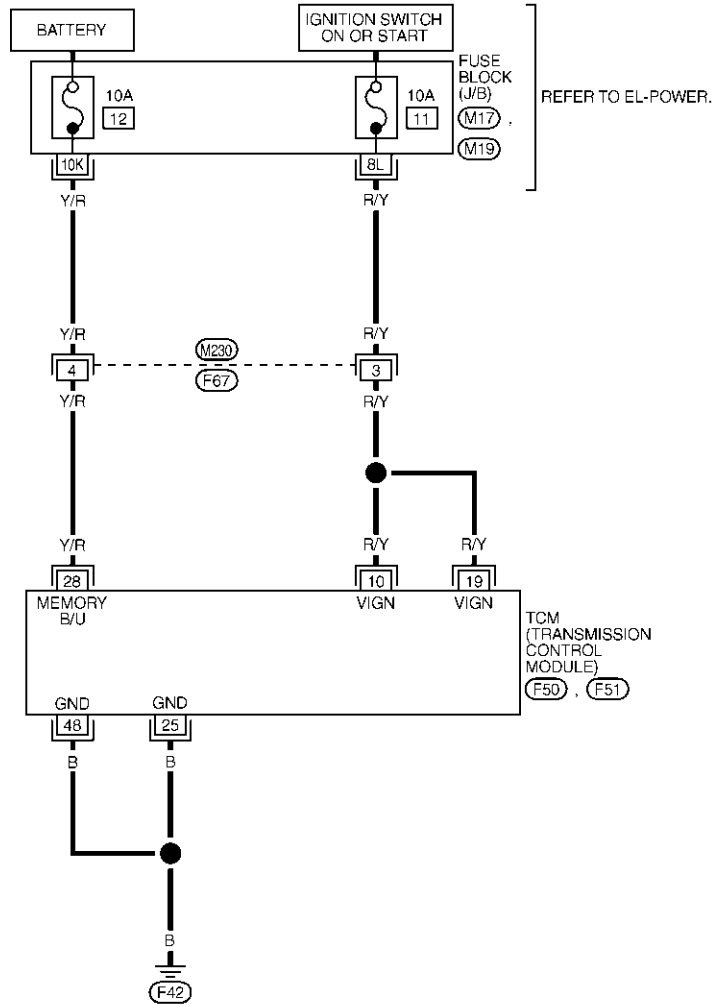 BATTERY
IGNITION SWITCH
ON OR START
10A
12
10A
11
FUSE
BLOCK
(J/B)
M17 ,
M19
REFER TO EL-POWER.
10K
8L
Y/R
R/Y
Y/R
R/Y
4
M230
F67
3
Y/R
R/Y
Y/R
R/Y
R/Y
28
10
19
MEMORY
B/U
VIGN
VIGN
TCM
(TRANSMISSION
CONTROL
MODULE)
F50 , F51
GND
GND
48
25
B
B
B
F42